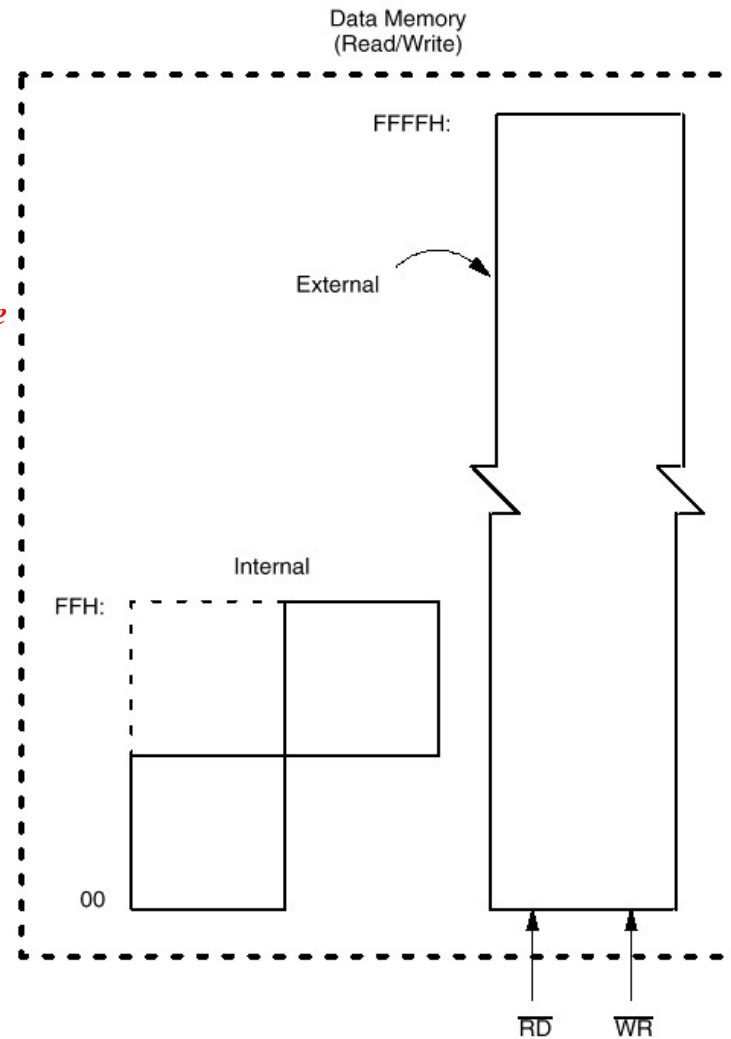 Data Memory
(Read/Write)
FFFFH:
External
e
Internal
FFH:
00
RD WR